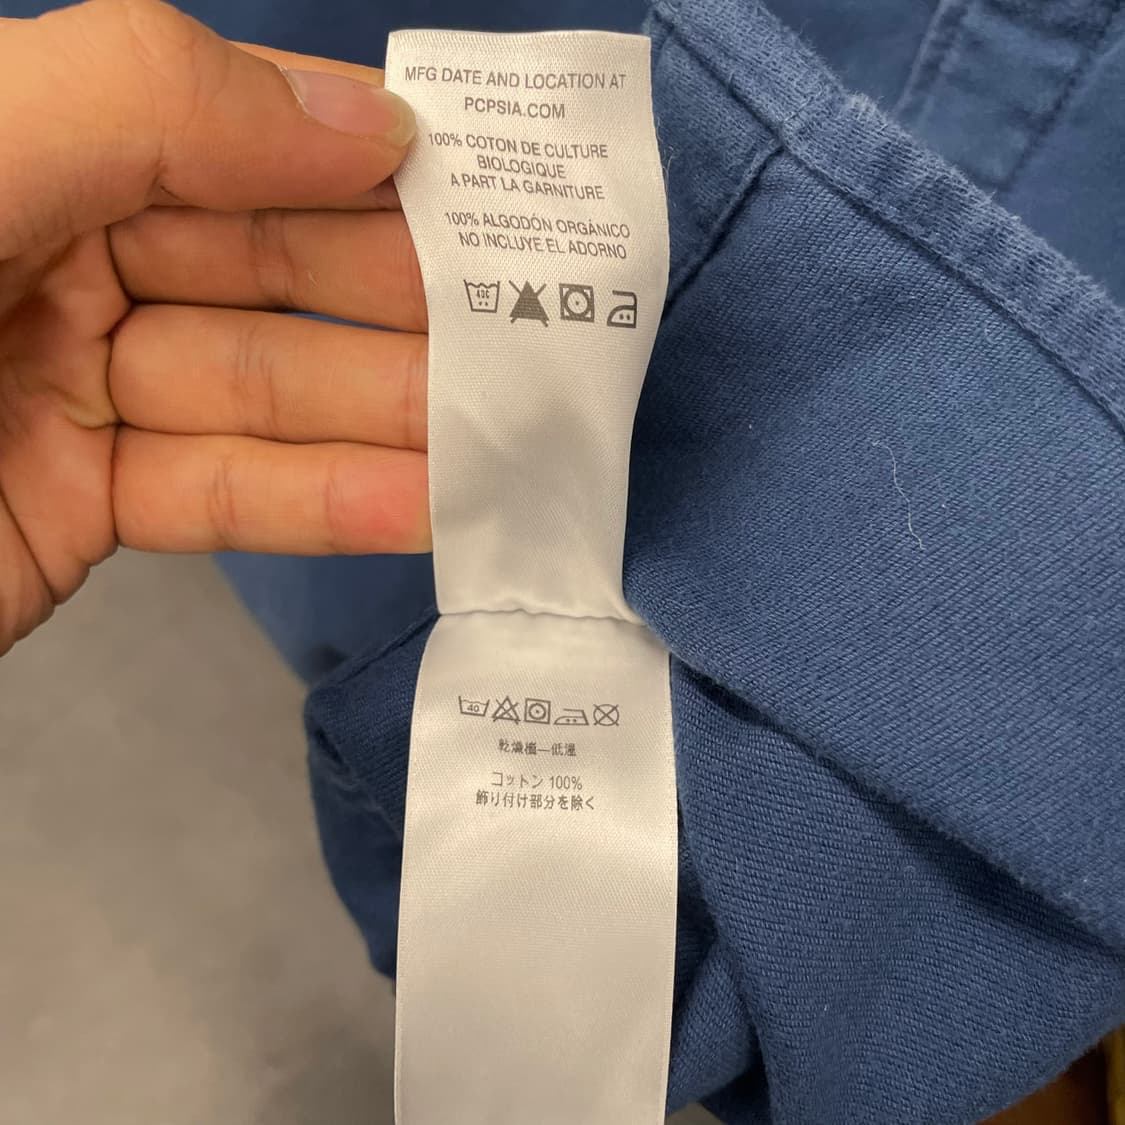 MFG DATE AND LOCATION AT
PCPSIA.COM
100% COTON DE CULTURE
BIOLOGIQUE
A PART LA GARNITURE
100% ALGODÓN ORGÁNICO
NO INCLUYE EL ADORNO
40C
40
乾燥機—低温
コットン 100%
飾り付け部分を除く